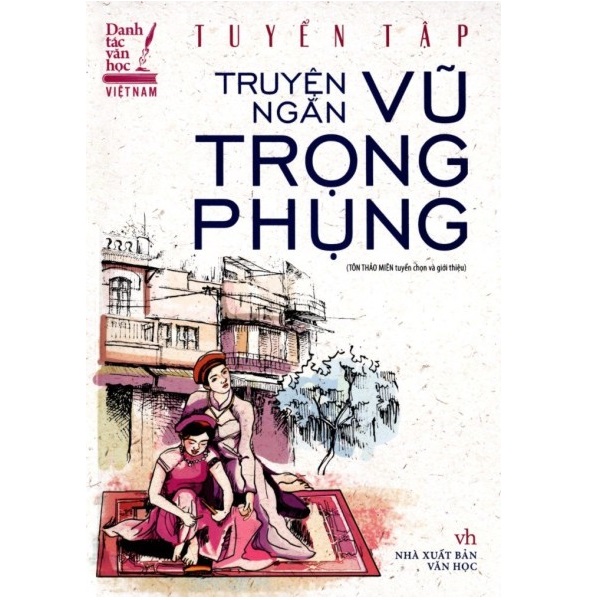 Danh
tác
văn
học
VIỆT NAM
TUYỂN TẬP
TRUYỆN
NGẮN
VŨ
TRỌNG
PHỤNG
(TÔN THẢO MIÊN tuyển chọn và giới thiệu)
vh
NHÀ XUẤT BẢN
VĂN HỌC